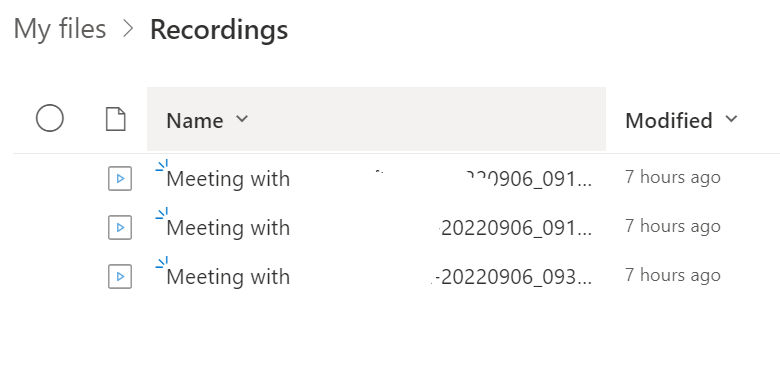 My files > Recordings
Name Modified
Meeting with 220906_091... 7 hours ago
Meeting with -20220906_091... 7 hours ago
Meeting with -20220906_093... 7 hours ago